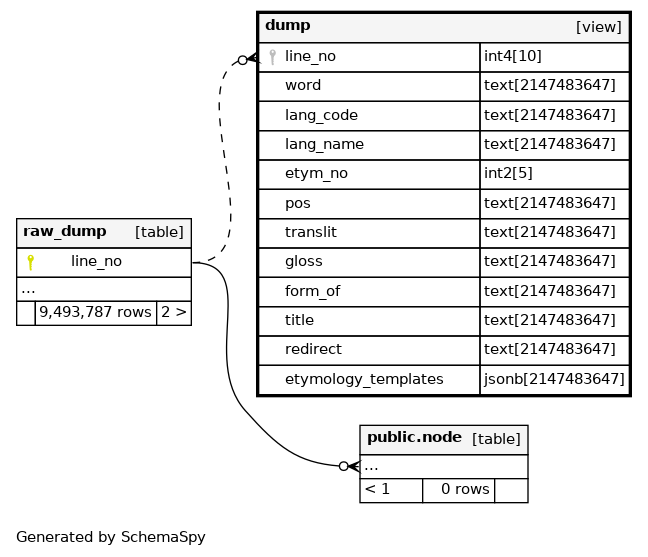 dump [view]
line_no int4[10]
word text[2147483647]
lang_code text[2147483647]
lang_name text[2147483647]
etym_no int2[5]
pos text[2147483647]
translit text[2147483647]
gloss text[2147483647]
form_of text[2147483647]
title text[2147483647]
redirect text[2147483647]
etymology_templates jsonb[2147483647]
raw_dump [table]
line_no
...
9,493,787 rows 2 >
public.node [table]
...
< 1 0 rows
Generated by SchemaSpy